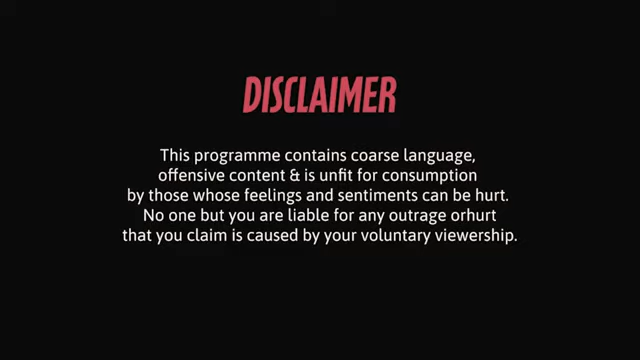 DISCLAIMER
This programme contains coarse language,
offensive content & is unfit for consumption
by those whose feelings and sentiments can be hurt.
No one but you are liable for any outrage orhurt
that you claim is caused by your voluntary viewership.